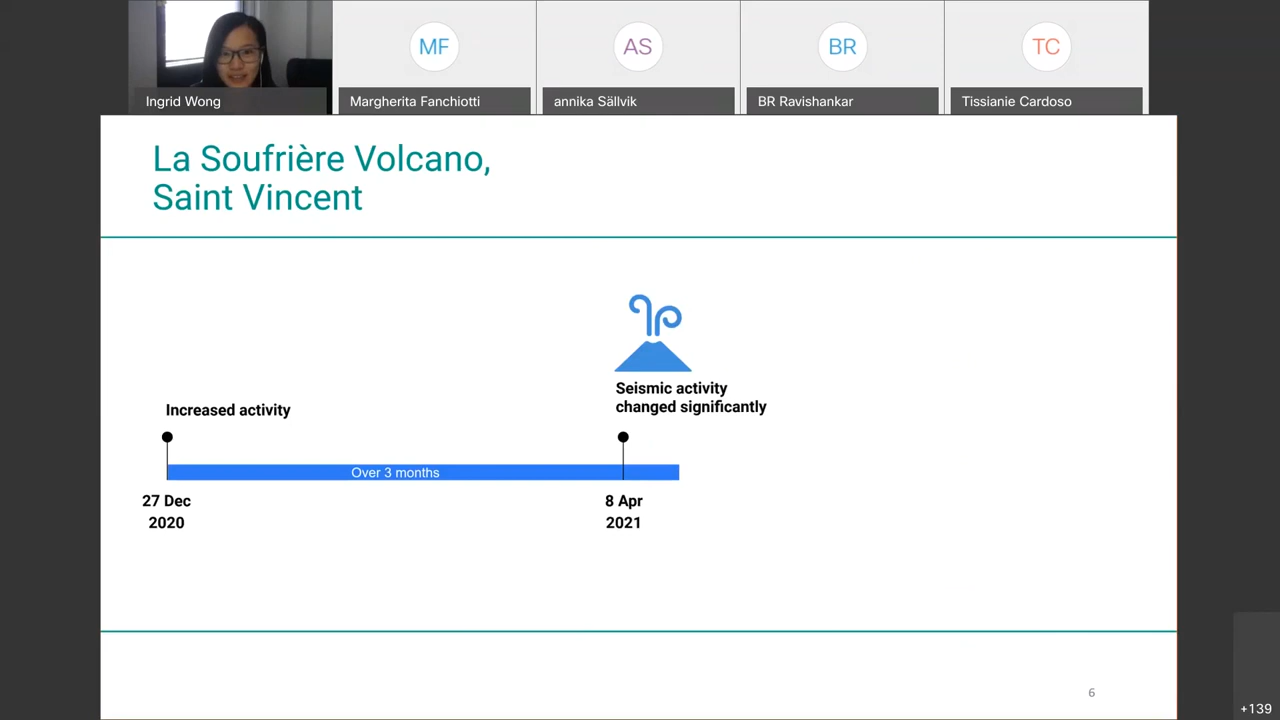 MF
AS
BR
TC
Ingrid Wong
Margherita Fanchiotti
annika Sällvik
BR Ravishankar
Tissianie Cardoso
La Soufrière Volcano,
Saint Vincent
Seismic activity
changed significantly
Increased activity
Over 3 months
27 Dec
2020
8 Apr
2021
6
+139